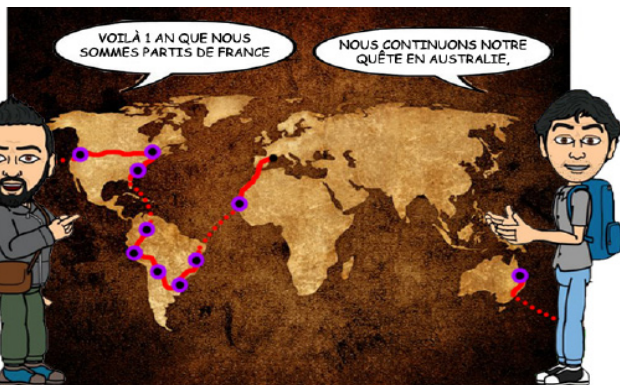 VOILÀ 1 AN QUE NOUS
SOMMES PARTIS DE FRANCE
NOUS CONTINUONS NOTRE
QUÊTE EN AUSTRALIE,